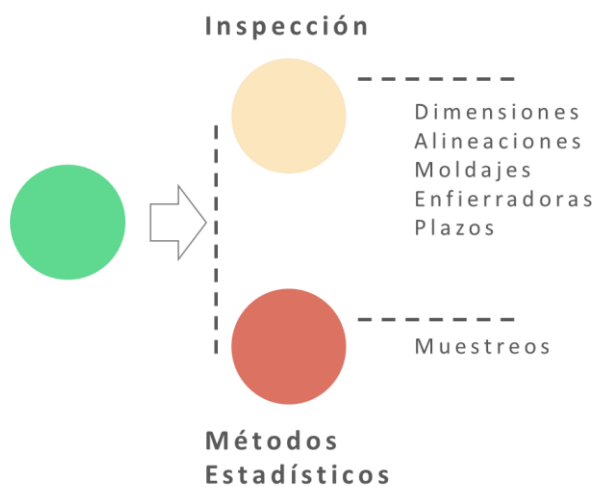 Inspección
Dimensiones
Alineaciones
Moldajes
Enfierradoras
Plazos
Muestreos
Métodos
Estadísticos